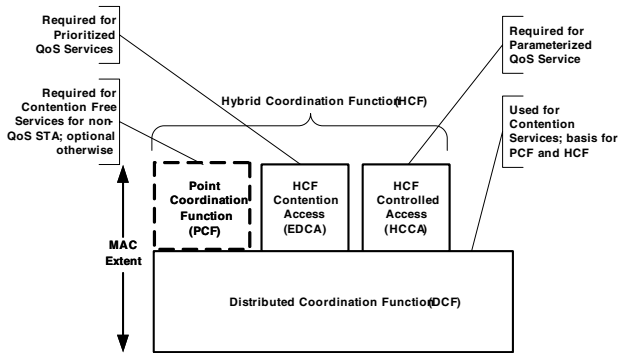 Required for
Prioritized
QoS Services
Required for
Parameterized
QoS Service
Required for
Contention Free
Services for non-
QoS STA; optional
otherwise
Hybrid Coordination Function(HCF)
Used for
Contention
Services; basis for
PCF and HCF
Point
Coordination
Function
(PCF)
HCF
Contention
Access
(EDCA)
HCF
Controlled
Access
(HCCA)
MAC
Extent
Distributed Coordination Function(DCF)